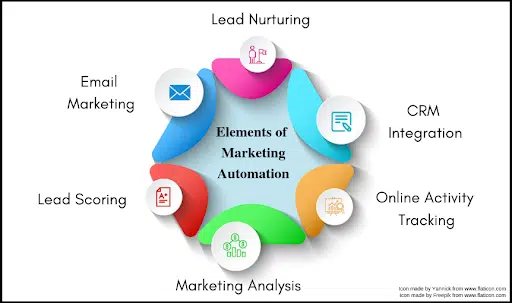 Lead Nurturing
Email
Marketing
CRM
Integration
Elements of
Marketing
Automation
Lead Scoring
A+
Online Activity
Tracking
Marketing Analysis
Icon made by Yannick from www.flaticon.com
Icon made by Freepik from www.flaticon.com